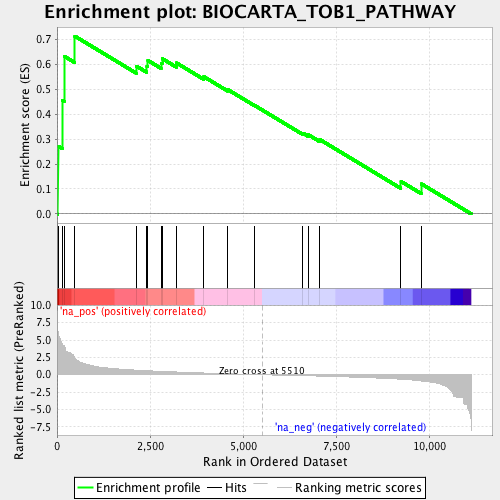 Enrichment plot: BIOCARTA_TOB1_PATHWAY
Enrichment score (ES)
0.7
0.6
0.5
0.4
0.3
0.2
0.1
0.0
'na_pos' (positively correlated)
Ranked list metric (PreRanked)
10.0
7.5
5.0
2.5
0.0
-2.5
-5.0
-7.5
Zero cross at 5510
'na_neg' (negatively correlated)
0
2,500
5,000
7,500
10,000
Rank in Ordered Dataset
Enrichment profile
Hits
Ranking metric scores